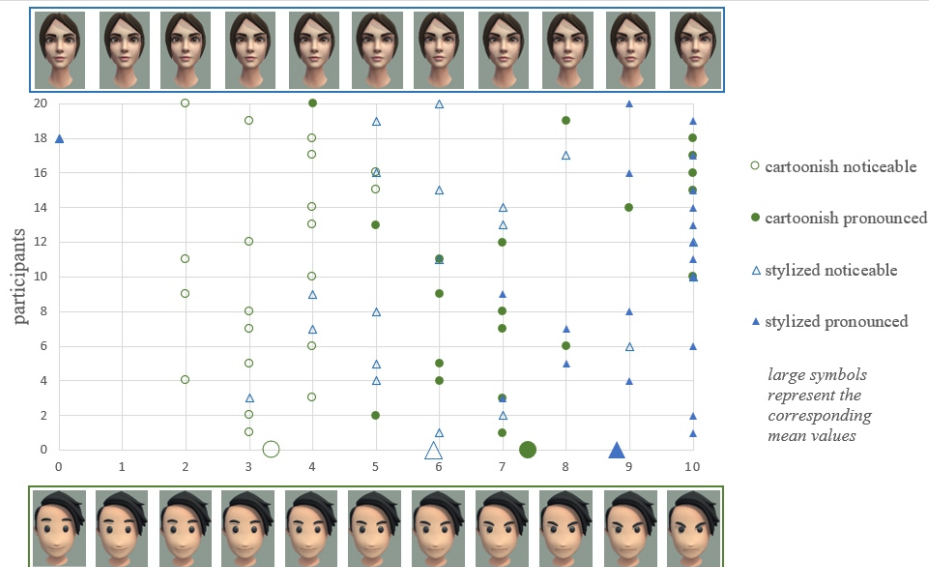 20
18
16
14
12
10
8
6
4
2
0
participants
0 1 2 3 4 5 6 7 8 9 10
cartoonish noticeable
cartoonish pronounced
stylized noticeable
stylized pronounced
large symbols
represent the
corresponding
mean values